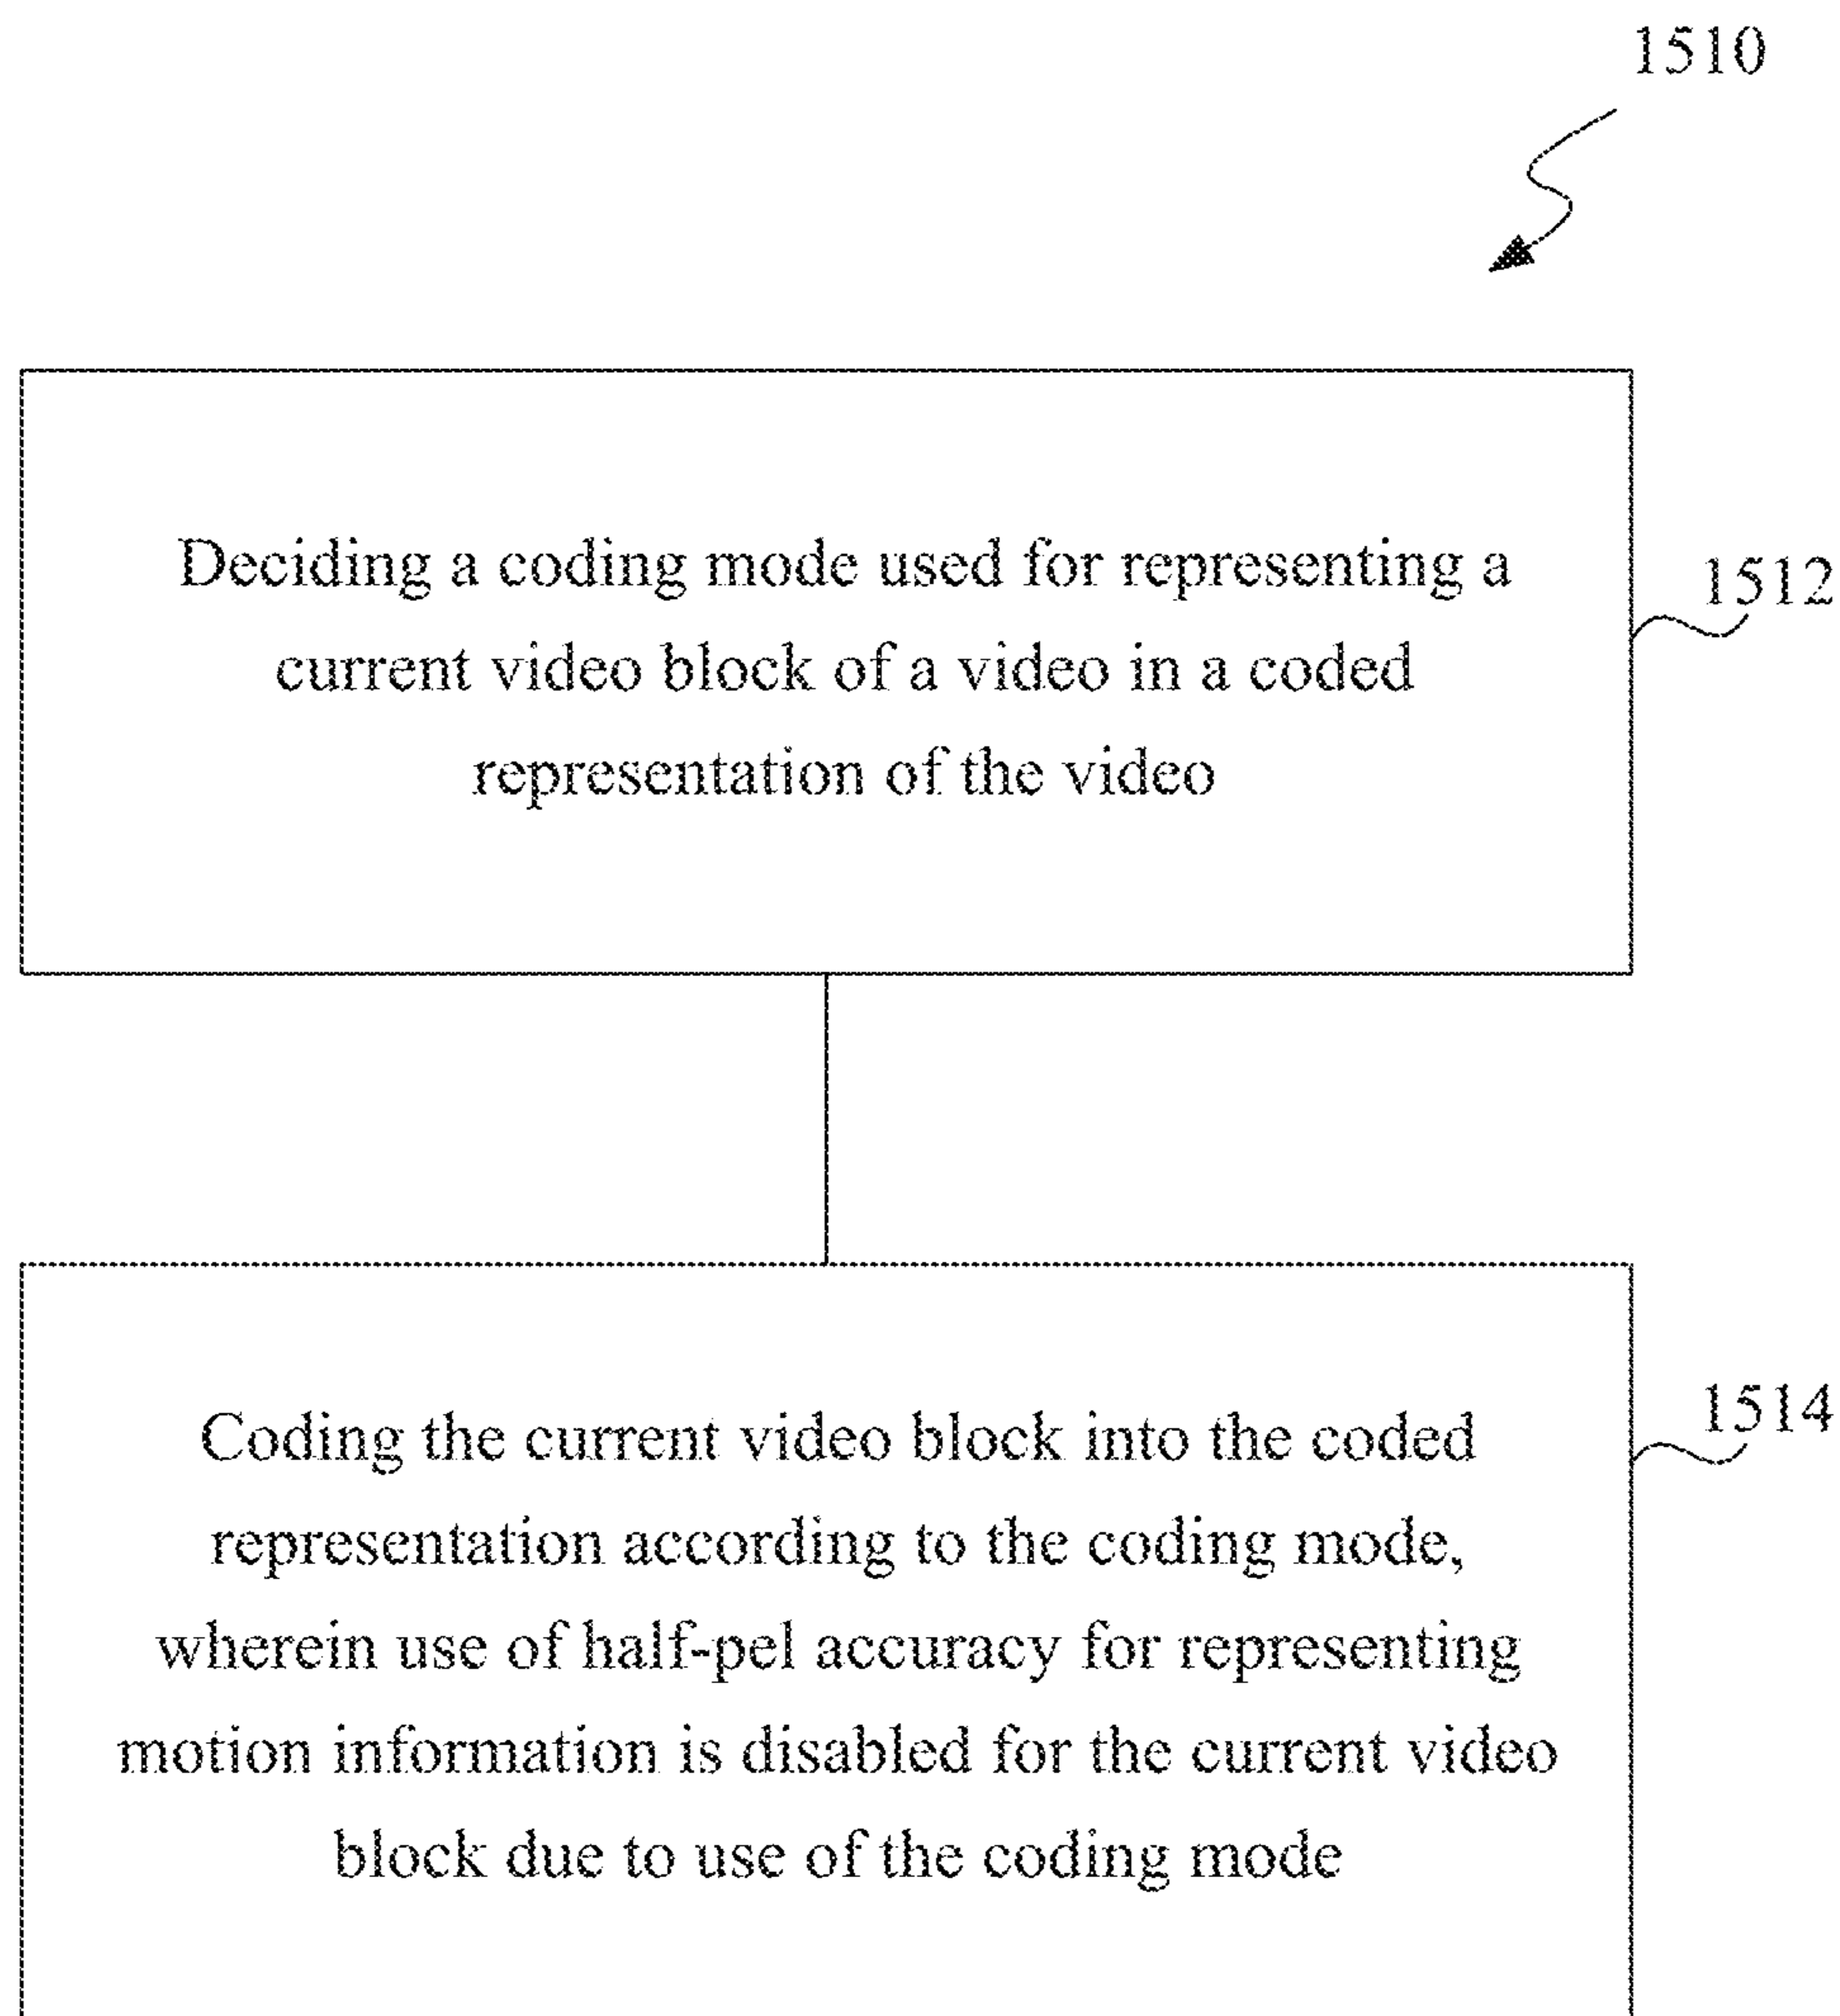 1510
Deciding a coding mode used for representing a
current video block of a video in a coded
representation of the video
1512
Coding the current video block into the coded
representation according to the coding mode,
wherein use of half-pel accuracy for representing
motion information is disabled for the current video
block due to use of the coding mode
1514